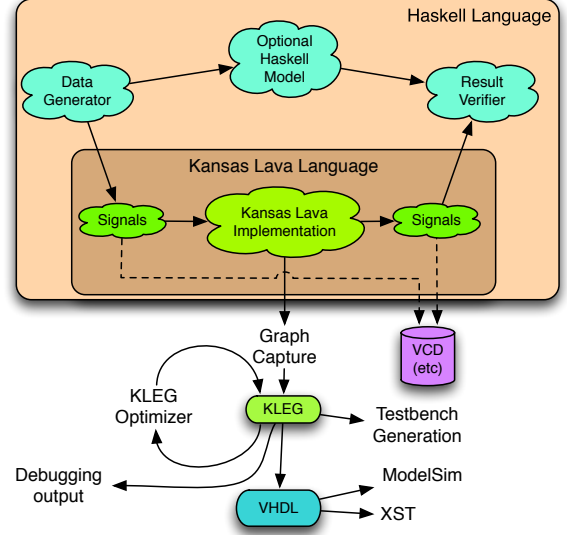 Haskell Language
Optional
Haskell
Model
Data
Generator
Result
Verifier
Kansas Lava Language
Signals
Kansas Lava
Implementation
Signals
Graph
Capture
VCD
(etc)
KLEG
Optimizer
KLEG
Testbench
Generation
Debugging
output
ModelSim
VHDL
XST